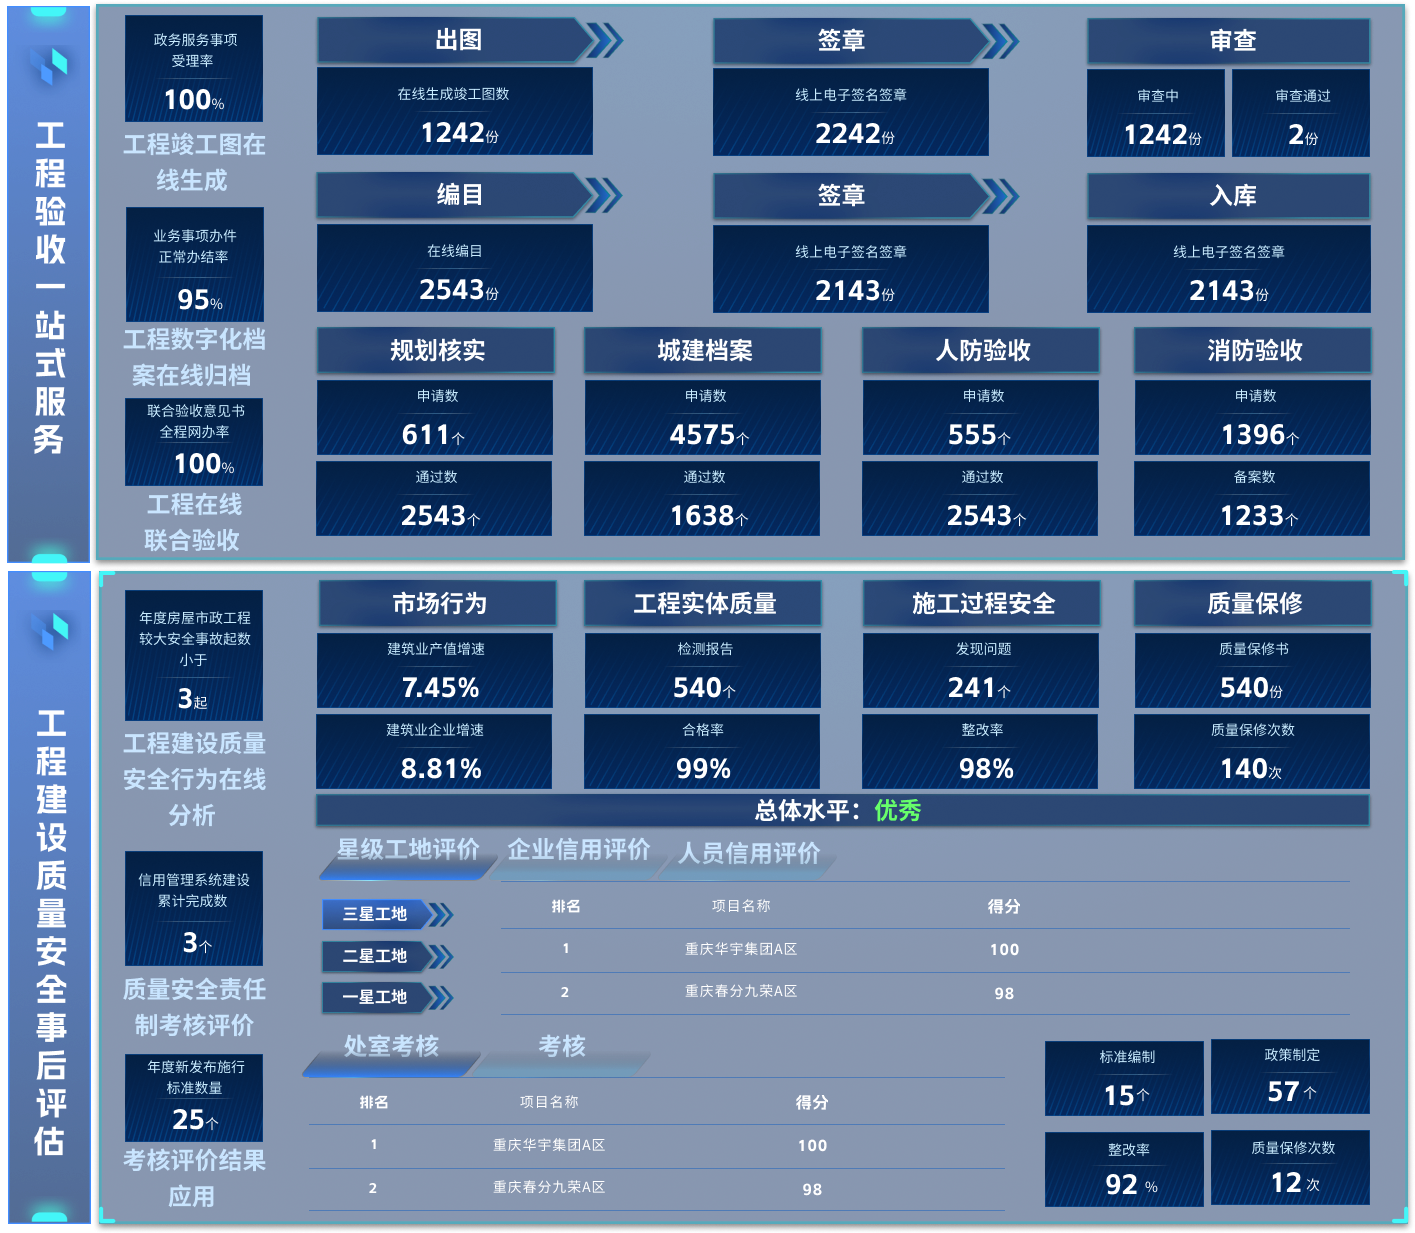 工程验收一站式服务
政务服务事项
受理率
100%
工程竣工图在
线生成
业务事项办件
正常办结率
95%
工程数字化档
案在线归档
联合验收意见书
全程网办率
100%
工程在线
联合验收
出图
签章
审查
在线生成竣工图数
1242份
线上电子签名签章
2242份
审查中
1242份
审查通过
2份
编目
签章
入库
在线编目
2543份
线上电子签名签章
2143份
线上电子签名签章
2143份
规划核实
城建档案
人防验收
消防验收
申请数
611个
申请数
4575个
申请数
555个
申请数
1396个
通过数
2543个
通过数
1638个
通过数
2543个
备案数
1233个
工程建设质量安全事后评估
年度房屋市政工程
较大安全事故起数
小于
3起
工程建设质量
安全行为在线
分析
信用管理系统建设
累计完成数
3个
质量安全责任
制考核评价
年度新发布施行
标准数量
25个
考核评价结果
应用
市场行为
工程实体质量
施工过程安全
质量保修
建筑业产值增速
7.45%
检测报告
540个
发现问题
241个
质量保修书
540份
建筑业企业增速
8.81%
合格率
99%
整改率
98%
质量保修次数
140次
总体水平：优秀
星级工地评价
企业信用评价
人员信用评价
三星工地
二星工地
一星工地
排名 项目名称 得分
1 重庆华宇集团A区 100
2 重庆春分九荣A区 98
处室考核
考核
排名 项目名称 得分
1 重庆华宇集团A区 100
2 重庆春分九荣A区 98
标准编制
15个
政策制定
57个
整改率
92 %
质量保修次数
12次